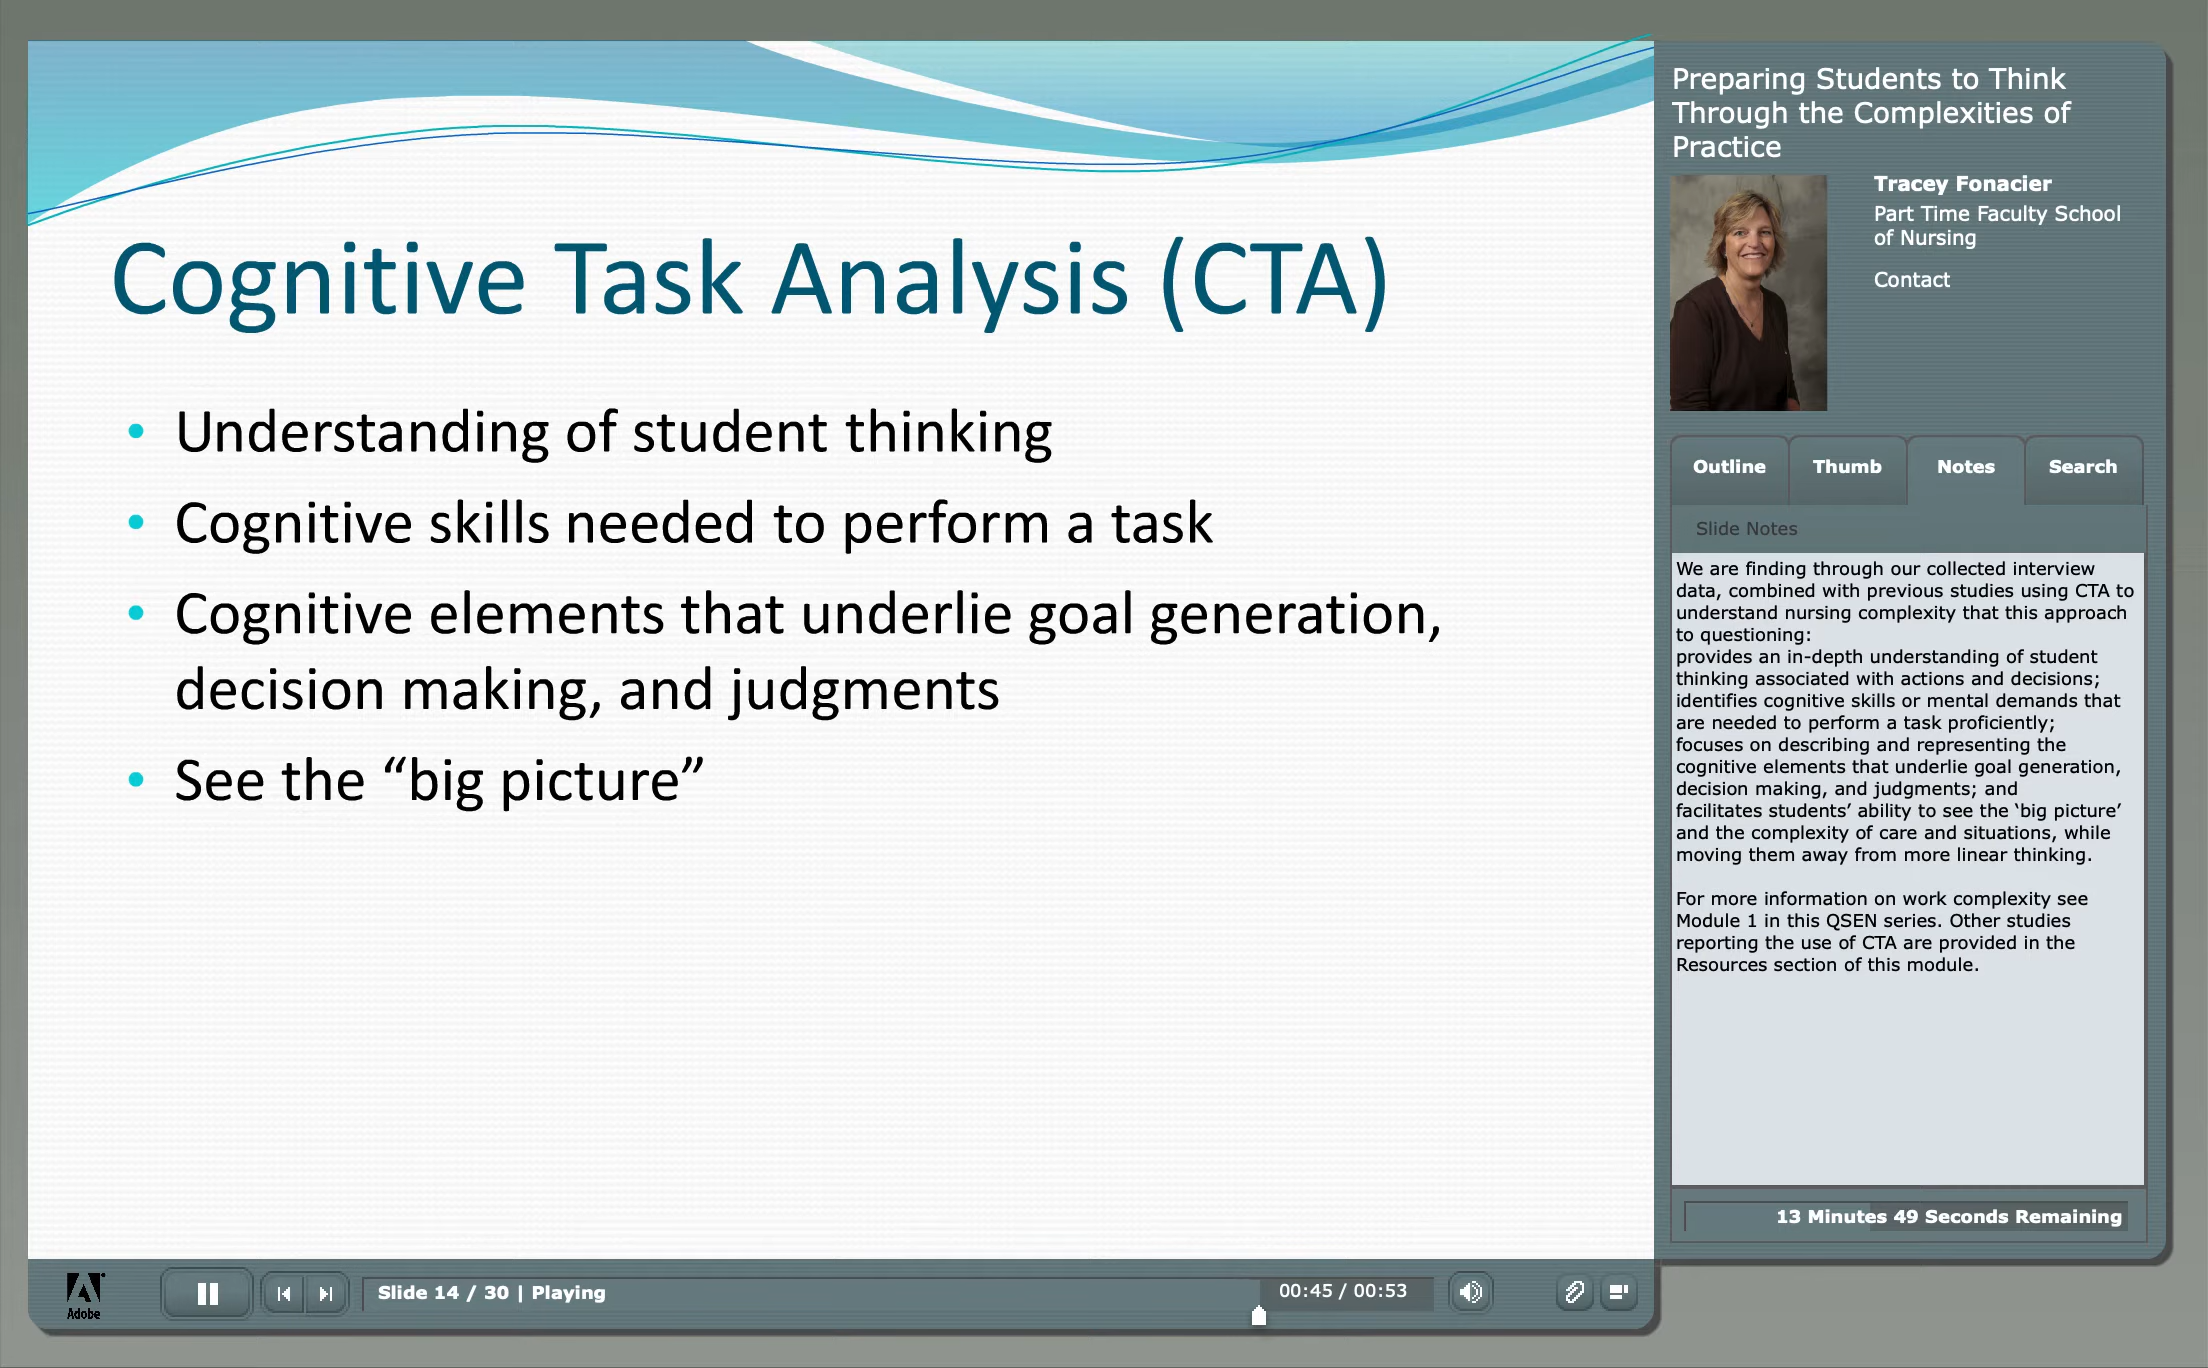 Cognitive Task Analysis (CTA)
• Understanding of student thinking
• Cognitive skills needed to perform a task
• Cognitive elements that underlie goal generation,
decision making, and judgments
• See the “big picture”
Preparing Students to Think
Through the Complexities of
Practice
Tracey Fonacier
Part Time Faculty School
of Nursing
Contact
Outline Thumb Notes Search
Slide Notes
We are finding through our collected interview
data, combined with previous studies using CTA to
understand nursing complexity that this approach
to questioning:
provides an in-depth understanding of student
thinking associated with actions and decisions;
identifies cognitive skills or mental demands that
are needed to perform a task proficiently;
focuses on describing and representing the
cognitive elements that underlie goal generation,
decision making, and judgments; and
facilitates students’ ability to see the ‘big picture’
and the complexity of care and situations, while
moving them away from more linear thinking.
For more information on work complexity see
Module 1 in this QSEN series. Other studies
reporting the use of CTA are provided in the
Resources section of this module.
13 Minutes 49 Seconds Remaining
Adobe
Slide 14 / 30 | Playing
00:45 / 00:53